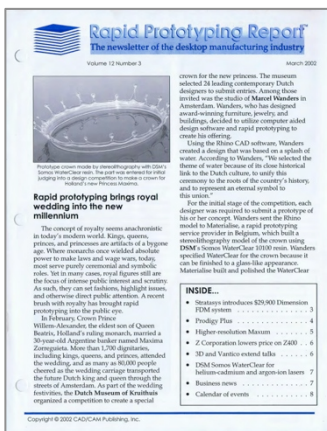 Rapid Prototyping Report
The newsletter of the desktop manufacturing industry
Volume 12 Number 3
March 2002
Prototype crown made by stereolithography with DSM's
Somos WaterClear resin. The part was entered for initial
judging into a design competition to make a crown for
Holland's new Princess Maxima.
Rapid prototyping brings royal
wedding into the new
millennium
The concept of royalty seems anachronistic
in today's modern world. Kings, queens,
princes, and princesses are artifacts of a bygone
age. Where monarchs once wielded absolute
power to make laws and wage wars, today,
most serve purely ceremonial and symbolic
roles. Yet in many cases, royal figures still are
the focus of intense public interest and scrutiny.
As such, they can set fashions, highlight issues,
and otherwise direct public attention. A recent
brush with royalty has brought rapid
prototyping into the public eye.
In February, Crown Prince
Willem-Alexander, the eldest son of Queen
Beatrix, Holland's ruling monarch, married a
30-year-old Argentine banker named Maxima
Zorreguieta. More than 1,700 dignitaries,
including kings, queens, and princes, attended
the wedding, and as many as 80,000 people
cheered as the wedding carriage transported
the future Dutch king and queen through the
streets of Amsterdam. As part of the wedding
festivities, the Dutch Museum of Kruithuis
organized a competition to create a special
crown for the new princess. The museum
selected 24 leading contemporary Dutch
designers to submit entries. Among those
invited was the studio of Marcel Wanders in
Amsterdam. Wanders, who has designed
award-winning furniture, jewelry, and
buildings, decided to utilize computer aided
design software and rapid prototyping to
create his offering.
Using the Rhino CAD software, Wanders
created a design that was based on a splash of
water. According to Wanders, "We selected the
theme of water because of its close historical
link to the Dutch culture, to unify this
ceremony to the roots of the country's history,
and to represent an eternal symbol to
this union."
For the initial stage of the competition, each
designer was required to submit a prototype of
his or her concept. Wanders sent the Rhino
model to Materialise, a rapid prototyping
service provider in Belgium, which built a
stereolithography model of the crown using
DSM's Somos WaterClear 10100 resin. Wanders
specified WaterClear for the crown because it
can be finished to a glass-like appearance.
Materialise built and polished the WaterClear
INSIDE...
• Stratasys introduces $29,900 Dimension
FDM system . . . . . . . . . . . . . 3
• Prodigy Plus . . . . . . . . . . . . . 4
• Higher-resolution Maxum . . . . . . 5
• Z Corporation lowers price on Z400 . . 6
• 3D and Vantico extend talks . . . . . 6
• DSM Somos WaterClear for
helium-cadmium and argon-ion lasers 7
• Business news . . . . . . . . . . . . 7
• Calendar of events . . . . . . . . . . 8
Copyright © 2002 CAD/CAM Publishing, Inc.